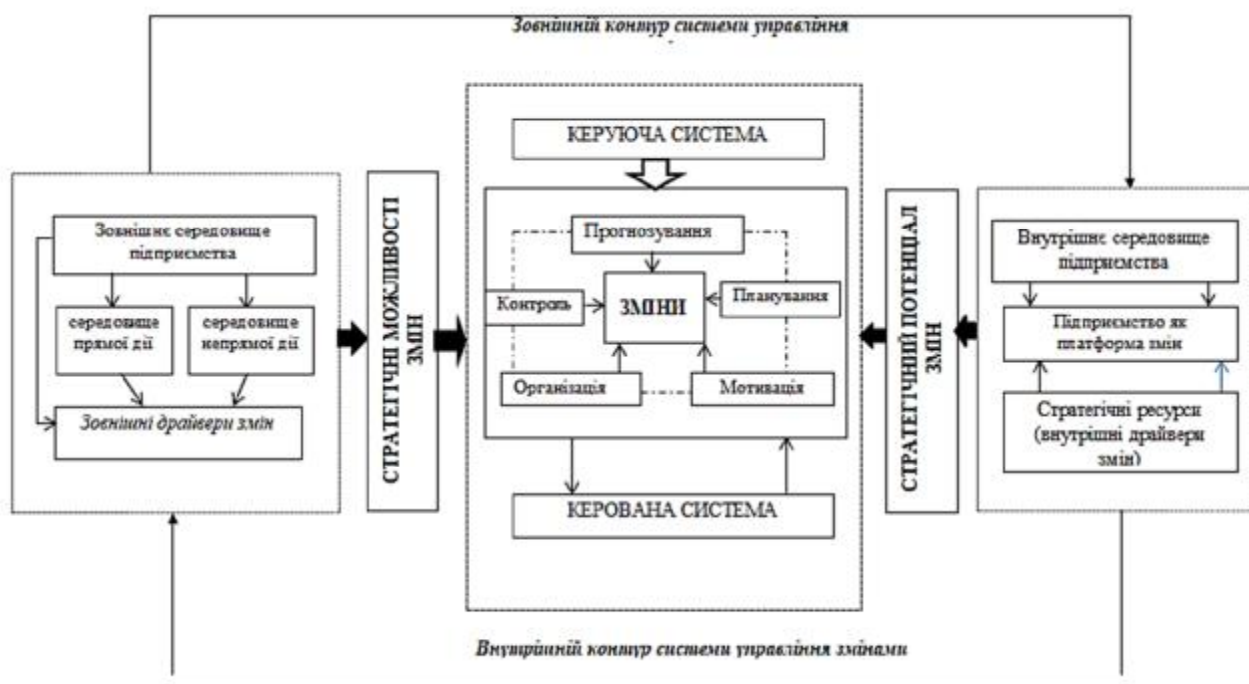 Зовнішній контур системи управління
КЕРУЮЧА СИСТЕМА
Зовнішнє середовище
підприємства
середовище
прямої дії
середовище
непрямої дії
Зовнішні драйвери змін
СТРАТЕГІЧНІ МОЖЛИВОСТІ
ЗМІН
Прогнозування
Контроль
ЗМІНИ
Планування
Організація
Мотивація
КЕРОВАНА СИСТЕМА
СТРАТЕГІЧНИЙ ПОТЕНЦІАЛ
ЗМІН
Внутрішнє середовище
підприємства
Підприємство як
платформа змін
Стратегічні ресурси
(внутрішні драйвери
змін)
Внутрішній контур системи управління змінами